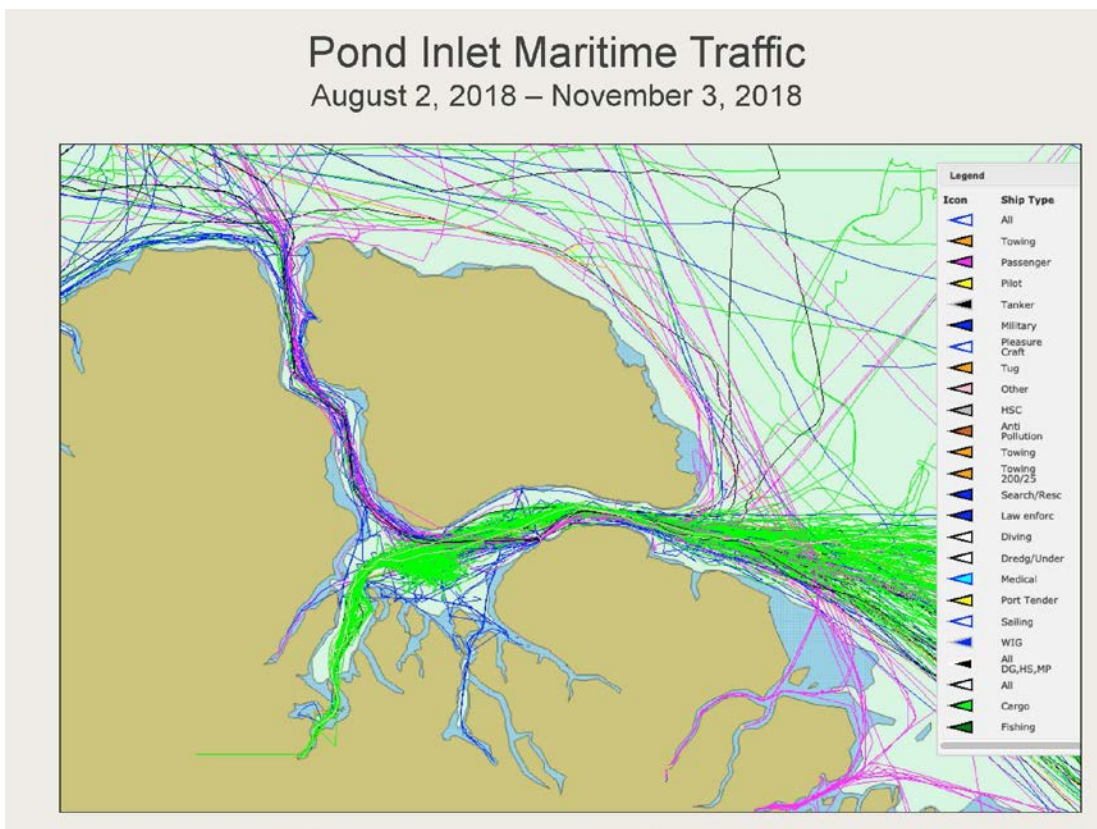 Pond Inlet Maritime Traffic
August 2, 2018 – November 3, 2018
Legend
Icon Ship Type
All
Towing
Passenger
Pilot
Tanker
Military
Pleasure
Craft
Tug
Other
HSC
Anti
Pollution
Towing
Towing
200/25
Search/Resc
Law enforc
Diving
Dredg/Under
Medical
Port Tender
Sailing
WIG
All
DG,HS,MP
All
Cargo
Fishing